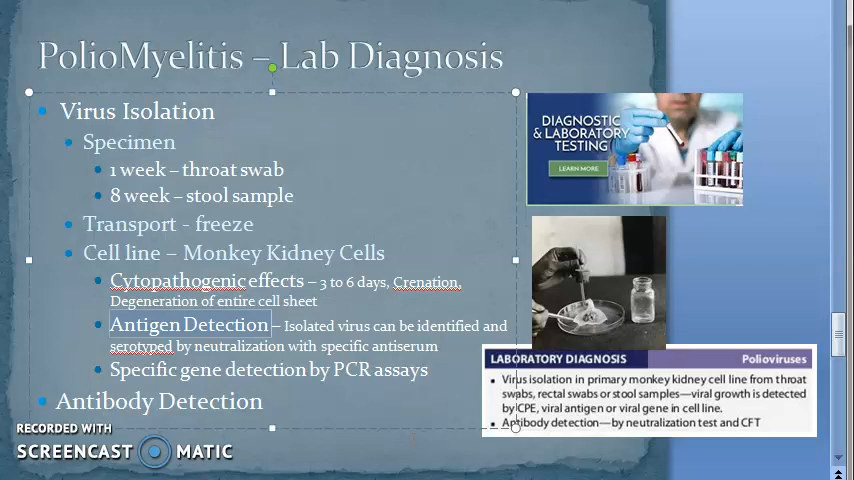 PolioMyelitis – Lab Diagnosis
Virus Isolation
Specimen
1 week – throat swab
8 week – stool sample
Transport - freeze
Cell line – Monkey Kidney Cells
Cytopathogenic effects – 3 to 6 days, Crenation,
Degeneration of entire cell sheet
Antigen Detection – Isolated virus can be identified and
serotyped by neutralization with specific antiserum
Specific gene detection by PCR assays
Antibody Detection
DIAGNOSTIC
& LABORATORY
TESTING
LEARN MORE
LABORATORY DIAGNOSIS Polioviruses
Virus isolation in primary monkey kidney cell line from throat
swabs, rectal swabs or stool samples—viral growth is detected
by CPE, viral antigen or viral gene in cell line.
Antibody detection—by neutralization test and CFT
RECORDED WITH
SCREENCAST MATIC